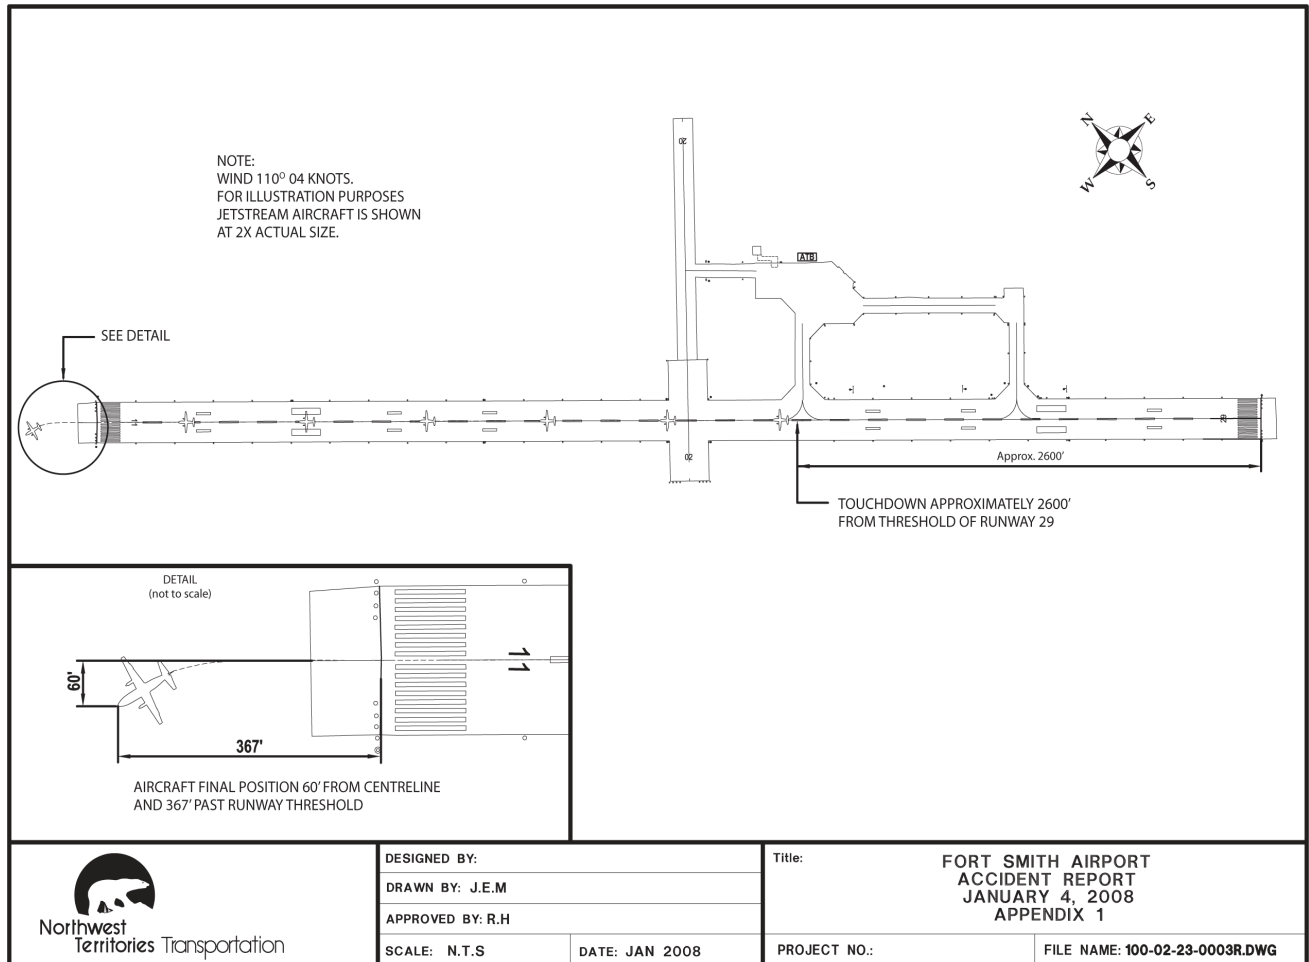 NOTE:
WIND 110º 04 KNOTS.
FOR ILLUSTRATION PURPOSES
JETSTREAM AIRCRAFT IS SHOWN
AT 2X ACTUAL SIZE.
N
E
W
S
20
ATB
SEE DETAIL
11
29
02
Approx. 2600'
TOUCHDOWN APPROXIMATELY 2600'
FROM THRESHOLD OF RUNWAY 29
DETAIL
(not to scale)
11
60'
367'
AIRCRAFT FINAL POSITION 60' FROM CENTRELINE
AND 367' PAST RUNWAY THRESHOLD
Northwest
Territories Transportation
DESIGNED BY:
DRAWN BY: J.E.M
APPROVED BY: R.H
SCALE: N.T.S
DATE: JAN 2008
Title:
FORT SMITH AIRPORT
ACCIDENT REPORT
JANUARY 4, 2008
APPENDIX 1
PROJECT NO.:
FILE NAME: 100-02-23-0003R.DWG